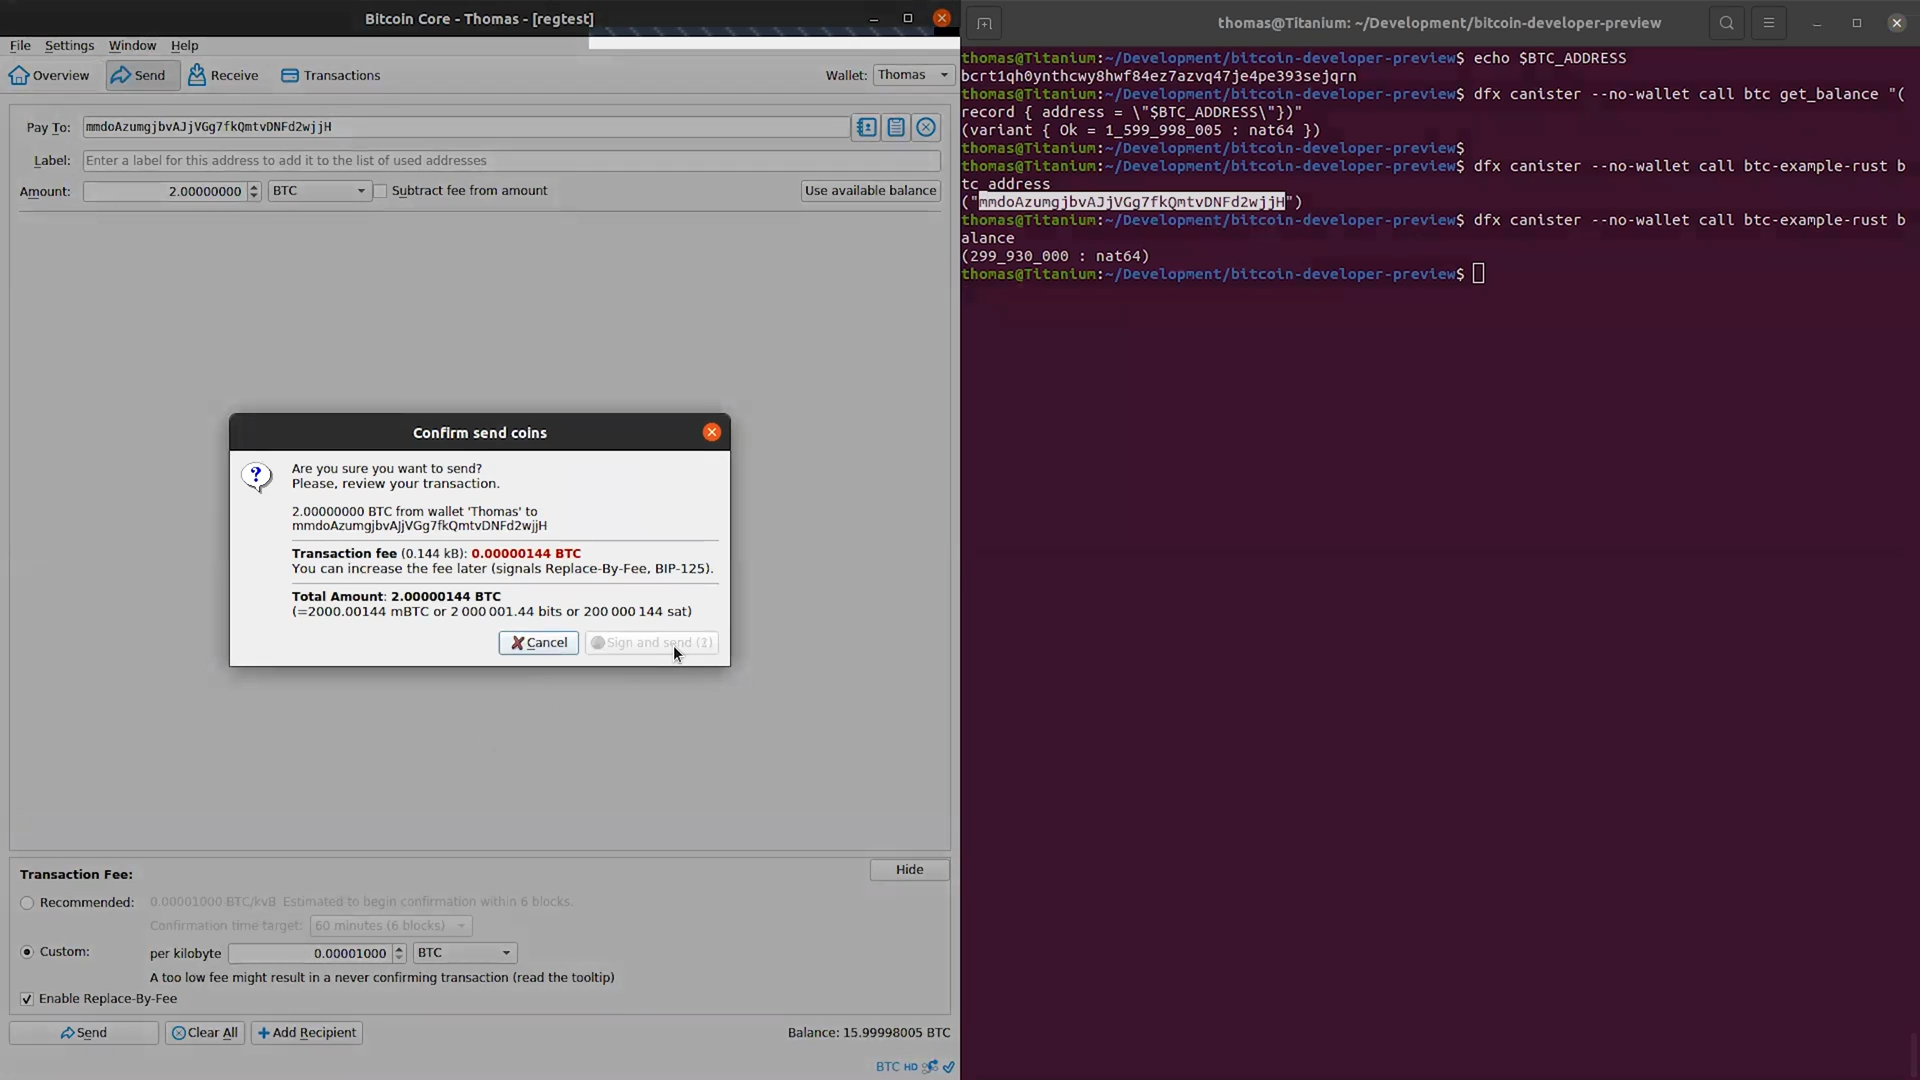 Bitcoin Core - Thomas - [regtest]
File Settings Window Help
Overview Send Receive Transactions
Wallet: Thomas
Pay To: mmdoAzumgjbvAJjVGg7fkQmtvDNFd2wjjH
Label: Enter a label for this address to add it to the list of used addresses
Amount: 2.00000000 BTC Subtract fee from amount Use available balance
Confirm send coins
Are you sure you want to send?
Please, review your transaction.
2.00000000 BTC from wallet 'Thomas' to
mmdoAzumgjbvAJjVGg7fkQmtvDNFd2wjjH
Transaction fee (0.144 kB): 0.00000144 BTC
You can increase the fee later (signals Replace-By-Fee, BIP-125).
Total Amount: 2.00000144 BTC
(=2000.00144 mBTC or 2 000 001.44 bits or 200 000 144 sat)
Cancel Sign and send (2)
Transaction Fee: Hide
Recommended: 0.00001000 BTC/kvB Estimated to begin confirmation within 6 blocks.
Confirmation time target: 60 minutes (6 blocks)
Custom: per kilobyte 0.00001000 BTC
A too low fee might result in a never confirming transaction (read the tooltip)
Enable Replace-By-Fee
Send Clear All Add Recipient Balance: 15.99998005 BTC
BTC HD
thomas@Titanium: ~/Development/bitcoin-developer-preview
thomas@Titanium:~/Development/bitcoin-developer-preview$ echo $BTC_ADDRESS
bcrt1qh0ynthcwy8hwf84ez7azvq47je4pe393sejqrn
thomas@Titanium:~/Development/bitcoin-developer-preview$ dfx canister --no-wallet call btc get_balance "(
record { address = \"$BTC_ADDRESS\"})"
(variant { Ok = 1_599_998_005 : nat64 })
thomas@Titanium:~/Development/bitcoin-developer-preview$
thomas@Titanium:~/Development/bitcoin-developer-preview$ dfx canister --no-wallet call btc-example-rust b
tc_address
("mmdoAzumgjbvAJjVGg7fkQmtvDNFd2wjjH")
thomas@Titanium:~/Development/bitcoin-developer-preview$ dfx canister --no-wallet call btc-example-rust b
alance
(299_930_000 : nat64)
thomas@Titanium:~/Development/bitcoin-developer-preview$